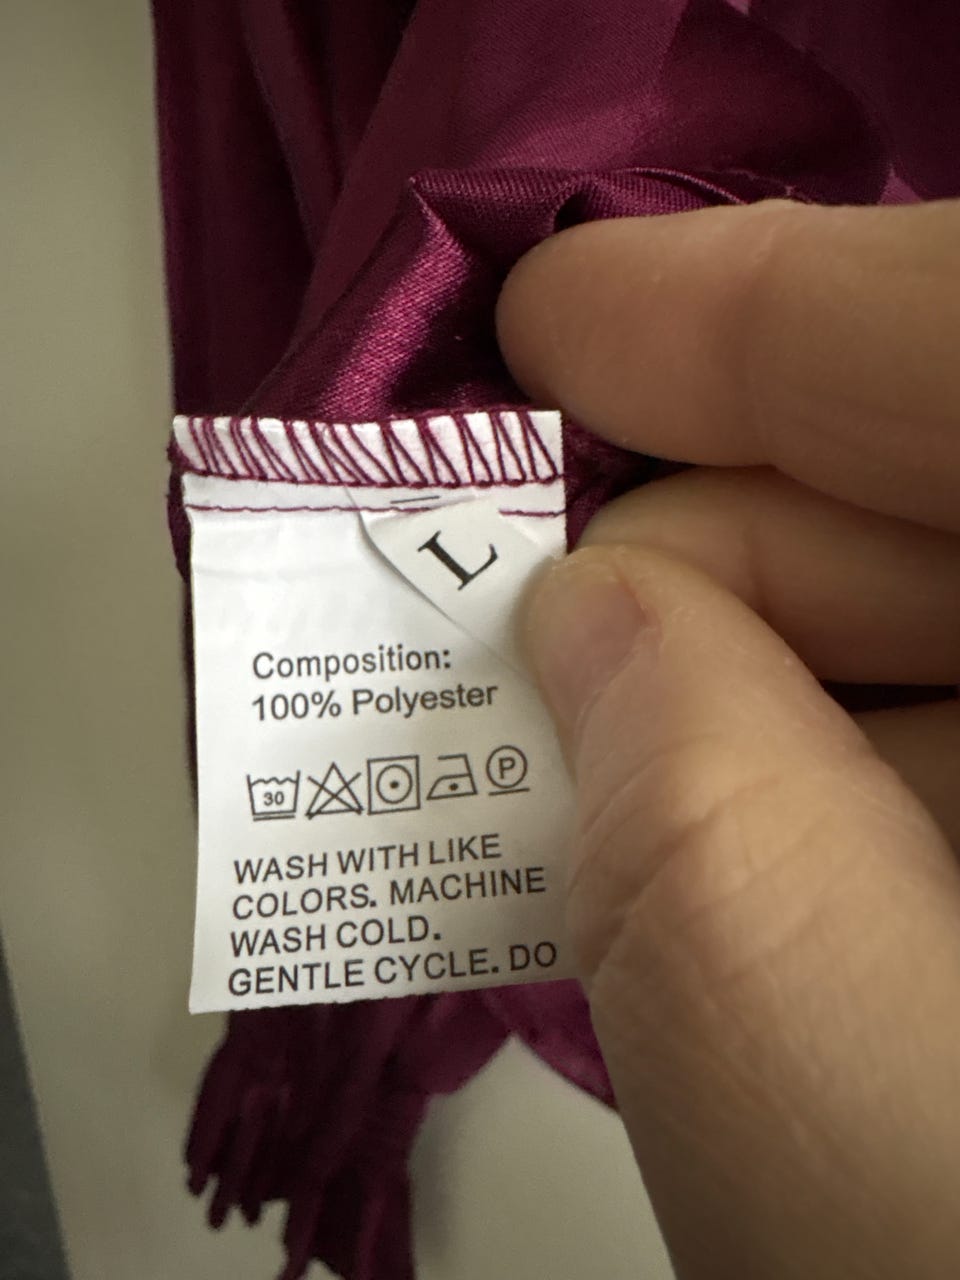 L
Composition:
100% Polyester
30 P
WASH WITH LIKE
COLORS. MACHINE
WASH COLD.
GENTLE CYCLE. DO